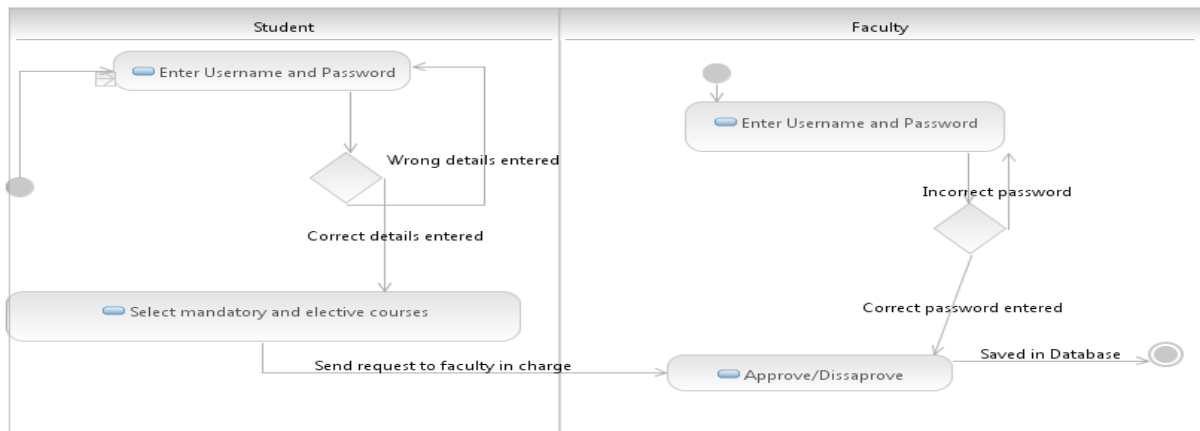 Student
Faculty
Enter Username and Password
Wrong details entered
Correct details entered
Select mandatory and elective courses
Send request to faculty in charge
Enter Username and Password
Incorrect password
Correct password entered
Approve/Dissaprove
Saved in Database